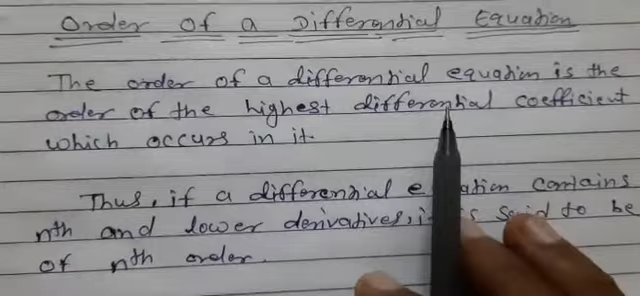 Order of a Differential Equation
The order of a differential equation is the
order of the highest differential coefficient
which occurs in it.
Thus, if a differential e ation contains
nth and lower derivatives, it is said to be
of nth order.